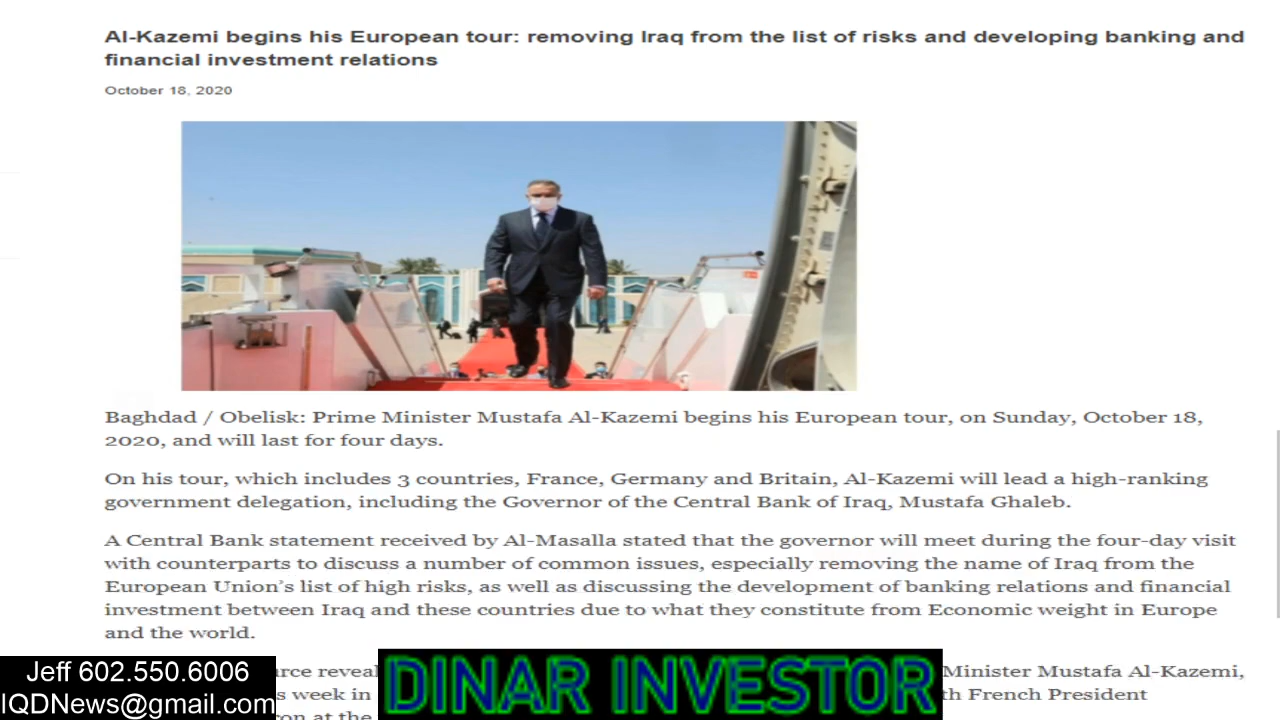 Al-Kazemi begins his European tour: removing Iraq from the list of risks and developing banking and
financial investment relations
October 18, 2020
Baghdad / Obelisk: Prime Minister Mustafa Al-Kazemi begins his European tour, on Sunday, October 18,
2020, and will last for four days.
On his tour, which includes 3 countries, France, Germany and Britain, Al-Kazemi will lead a high-ranking
government delegation, including the Governor of the Central Bank of Iraq, Mustafa Ghaleb.
A Central Bank statement received by Al-Masalla stated that the governor will meet during the four-day visit
with counterparts to discuss a number of common issues, especially removing the name of Iraq from the
European Union's list of high risks, as well as discussing the development of banking relations and financial
investment between Iraq and these countries due to what they constitute from Economic weight in Europe
and the world.
Minister Mustafa Al-Kazemi,
week in French President
at the
Jeff 602.550.6006
IQDNews@gmail.com
DINAR INVESTOR